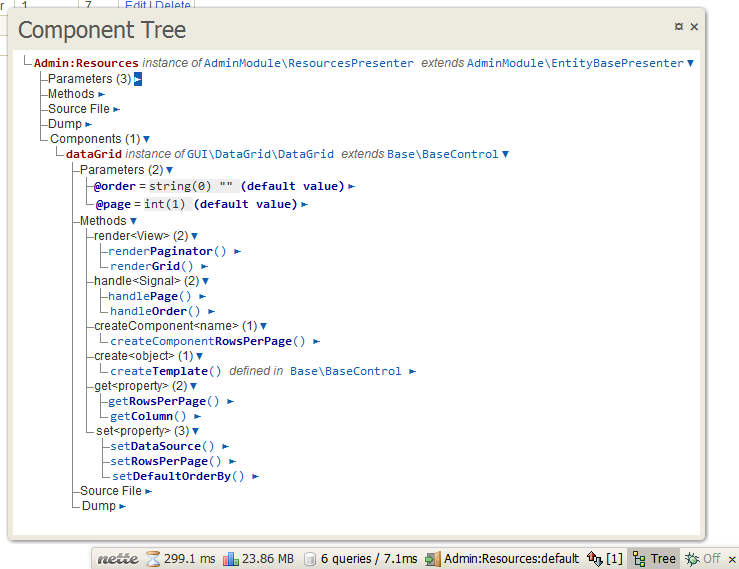 r 1 7 Edit | Delete
Component Tree
Admin:Resources instance of AdminModule\ResourcesPresenter extends AdminModule\EntityBasePresenter ▼
Parameters (3) ►
Methods ►
Source File ►
Dump ►
Components (1) ▼
dataGrid instance of GUI\DataGrid\DataGrid extends Base\BaseControl ▼
Parameters (2) ▼
@order = string(0) "" (default value) ►
@page = int(1) (default value) ►
Methods ▼
render<View> (2) ▼
renderPaginator() ►
renderGrid() ►
handle<Signal> (2) ▼
handlePage() ►
handleOrder() ►
createComponent<name> (1) ▼
createComponentRowsPerPage() ►
create<object> (1) ▼
createTemplate() defined in Base\BaseControl ►
get<property> (2) ▼
getRowsPerPage() ►
getColumn() ►
set<property> (3) ▼
setDataSource() ►
setRowsPerPage() ►
setDefaultOrderBy() ►
Source File ►
Dump ►
nette 299.1 ms 23.86 MB 6 queries / 7.1ms Admin:Resources:default [1] Tree Off ×